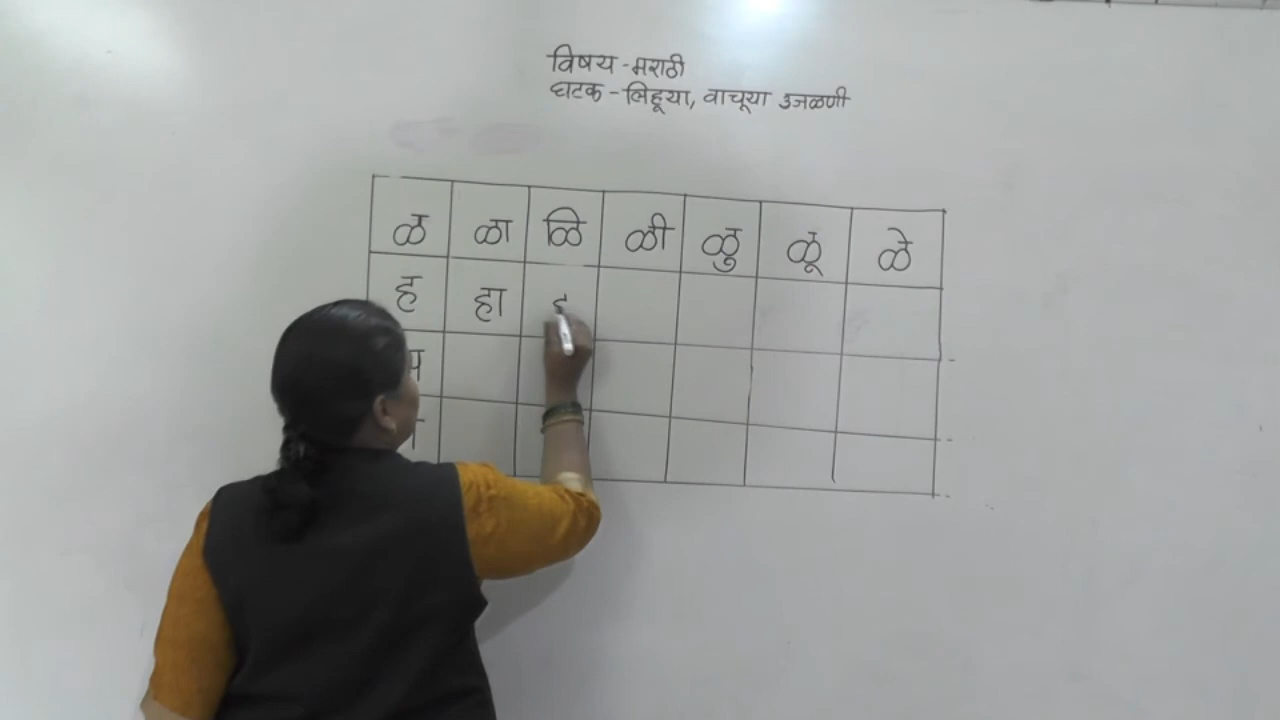 विषय - मराठी
घटक - लिहूया, वाचूया उजळणी
ळ ळा ळि ळी ळु ळू ळे
ह हा